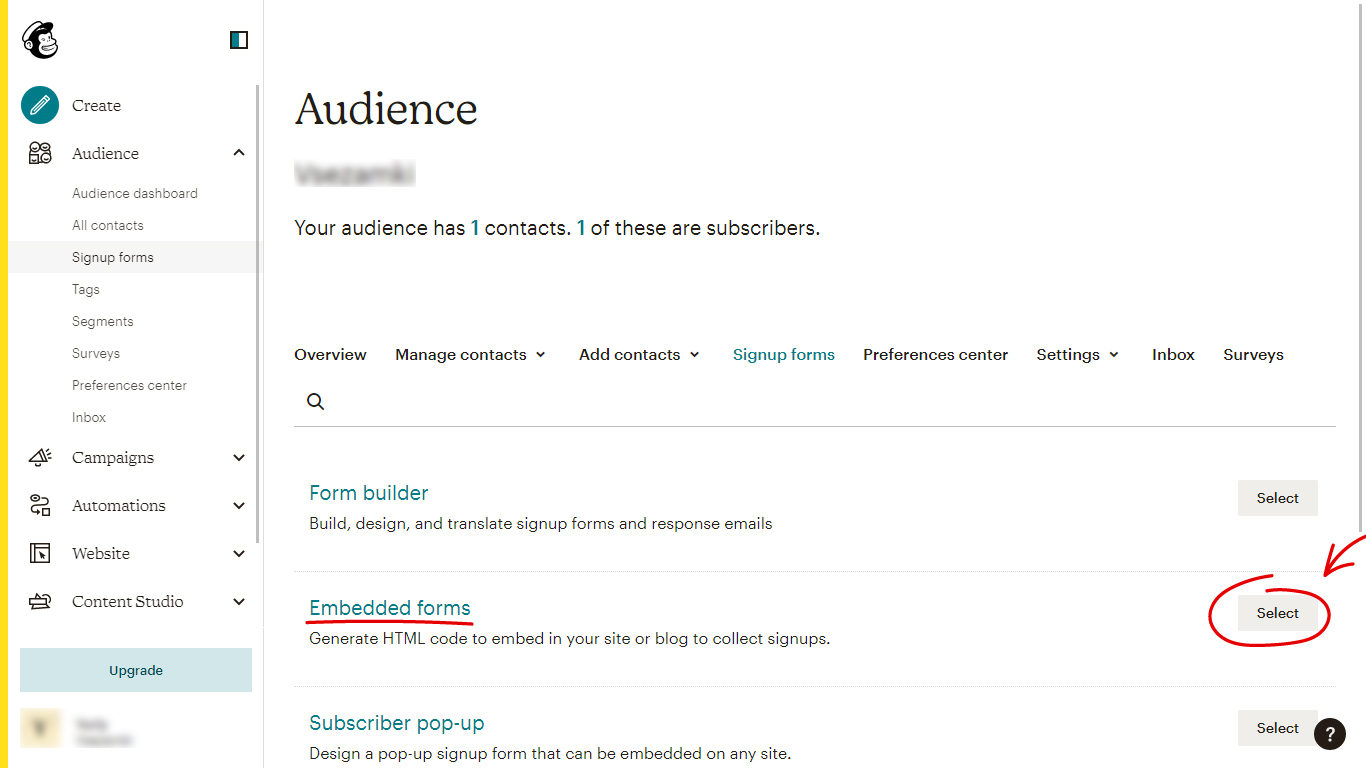 Create
Audience
Audience dashboard
All contacts
Signup forms
Tags
Segments
Surveys
Preferences center
Inbox
Campaigns
Automations
Website
Content Studio
Upgrade
Audience
Your audience has 1 contacts. 1 of these are subscribers.
Overview Manage contacts Add contacts Signup forms Preferences center Settings Inbox Surveys
Form builder
Select
Build, design, and translate signup forms and response emails
Embedded forms
Select
Generate HTML code to embed in your site or blog to collect signups.
Subscriber pop-up
Select
Design a pop-up signup form that can be embedded on any site.
?